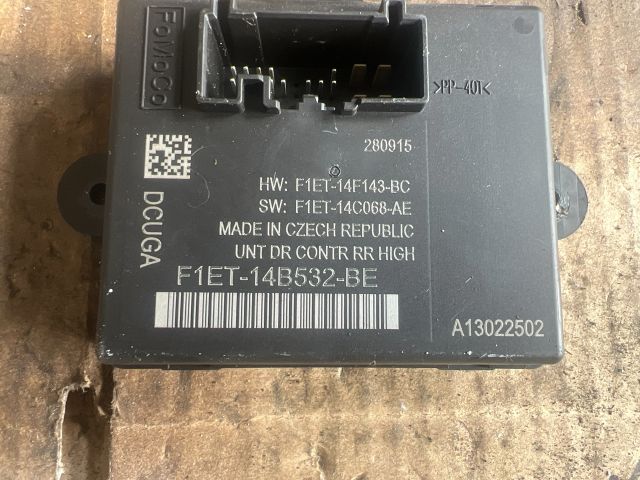 FoMoCo
>PP-40T<
280915
HW: F1ET-14F143-BC
SW: F1ET-14C068-AE
MADE IN CZECH REPUBLIC
UNT DR CONTR RR HIGH
DCUGA
F1ET-14B532-BE
A13022502